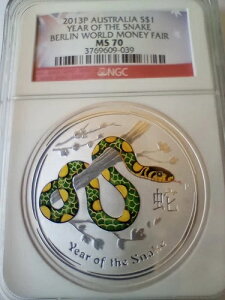 2013P AUSTRALIA S$1
YEAR OF THE SNAKE
BERLIN WORLD MONEY FAIR
MS 70
3769609-039
NGC
蛇
Year of the Snake